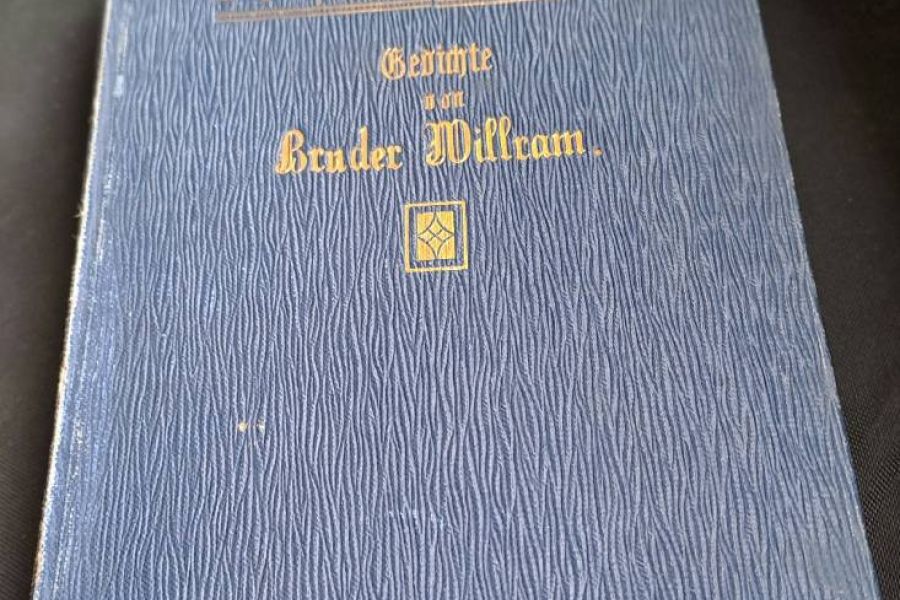 Gedichte
von
Bruder Willram.